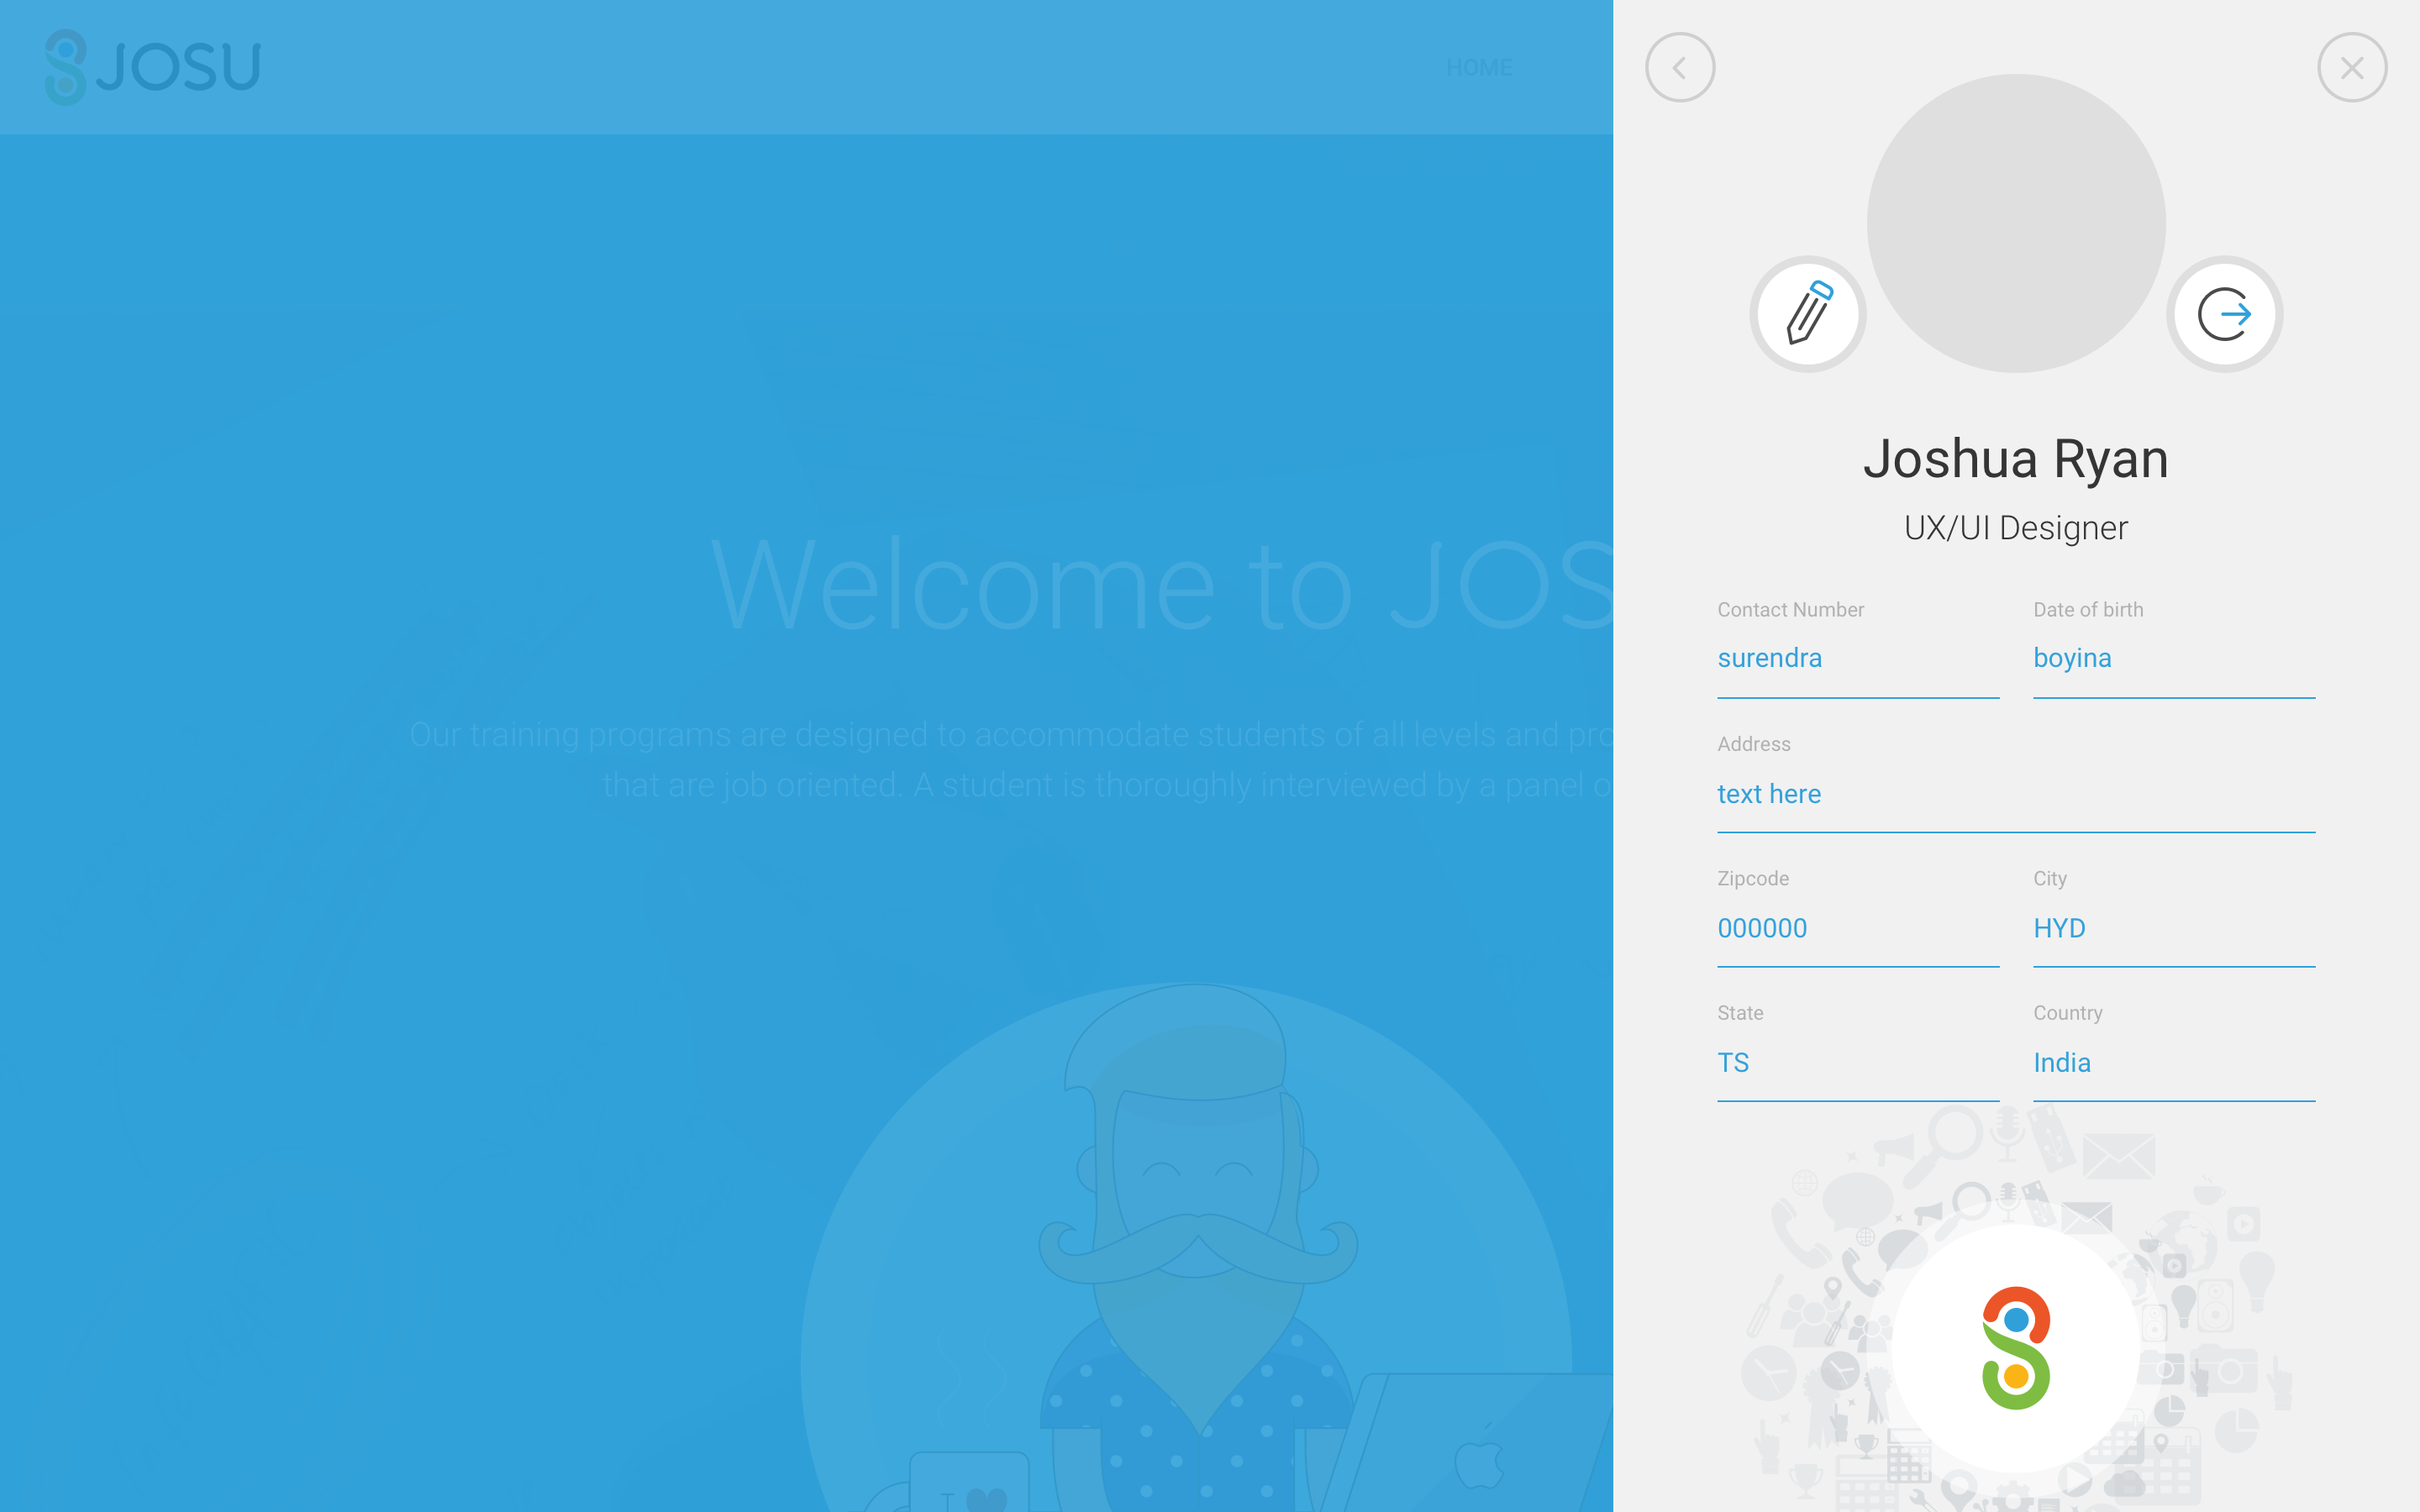 JOSU
HOME
Welcome to JOS
Our training programs are designed to accommodate students of all levels and pro
that are job oriented. A student is thoroughly interviewed by a panel o
I
Joshua Ryan
UX/UI Designer
Contact Number
Date of birth
surendra
boyina
Address
text here
Zipcode
City
000000
HYD
State
Country
TS
India